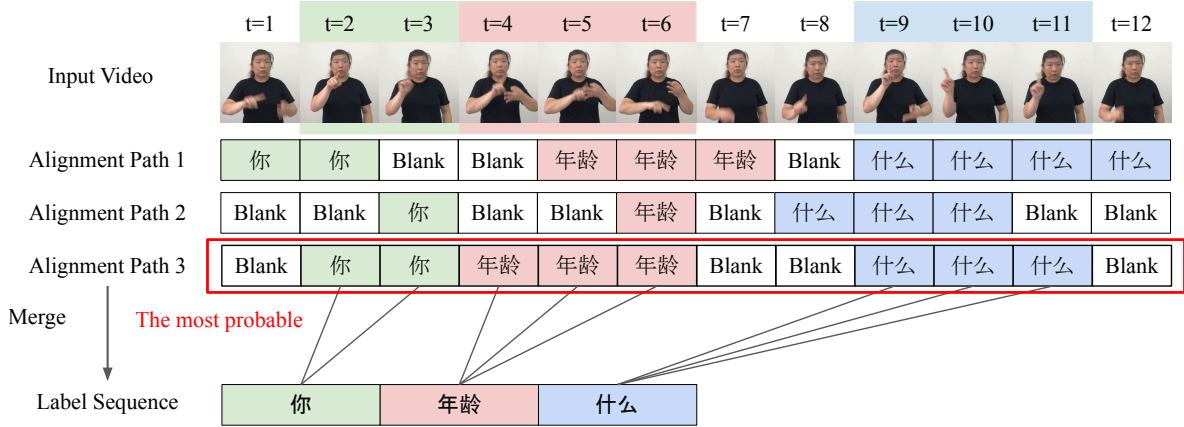 t=1 t=2 t=3 t=4 t=5 t=6 t=7 t=8 t=9 t=10 t=11 t=12
Input Video
Alignment Path 1 你 你 Blank Blank 年龄 年龄 年龄 Blank 什么 什么 什么 什么
Alignment Path 2 Blank Blank 你 Blank Blank 年龄 Blank 什么 什么 什么 Blank Blank
Alignment Path 3 Blank 你 你 年龄 年龄 年龄 Blank Blank 什么 什么 什么 Blank
Merge The most probable
Label Sequence 你 年龄 什么